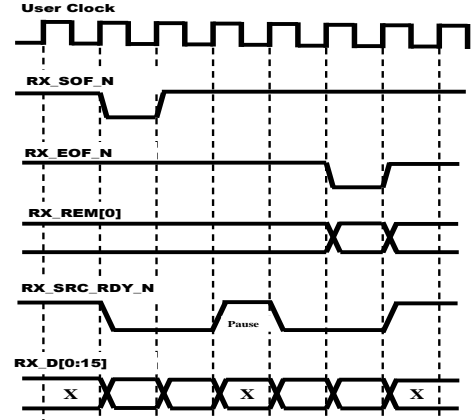 User Clock
RX_SOF_N
RX_EOF_N
RX_REM[0]
RX_SRC_RDY_N
Pause
RX_D[0:15]
X
X
X